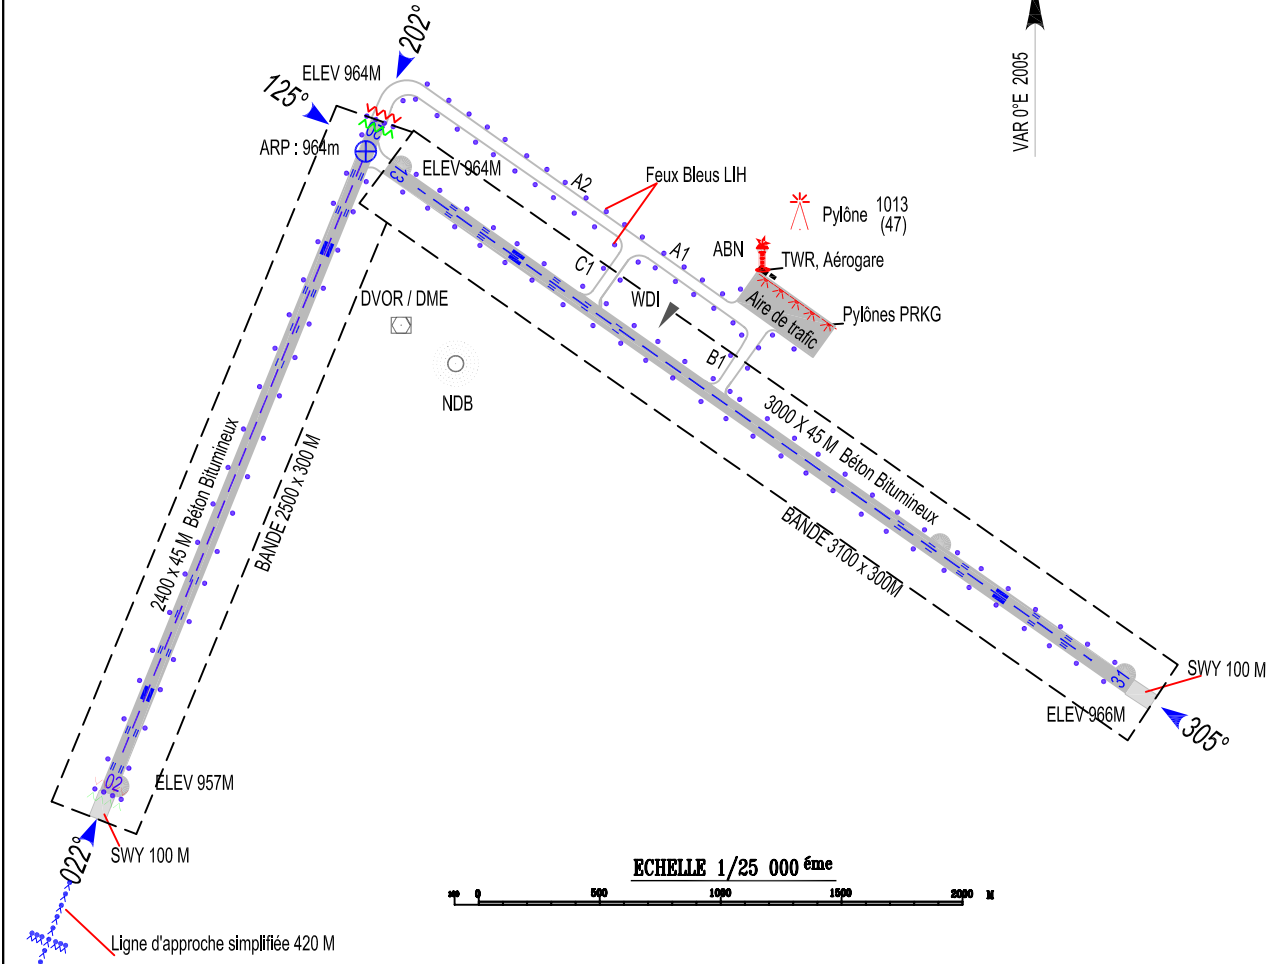 202°
ELEV 964M
125°
VAR 0°E 2005
20
ARP : 964m
13
ELEV 964M
A2
Feux Bleus LIH
Pylône 1013
(47)
A1
ABN
TWR, Aérogare
C1
WDI
DVOR / DME
Aire de trafic
Pylônes PRKG
B1
NDB
3000 X 45 M Béton Bitumineux
2400 x 45 M Béton Bitumineux
BANDE 2500 x 300 M
BANDE 3100 x 300M
31
SWY 100 M
ELEV 966M
305°
02
ELEV 957M
022°
SWY 100 M
ECHELLE 1/25 000 éme
0 500 1000 1500 2000 M
Ligne d'approche simplifiée 420 M